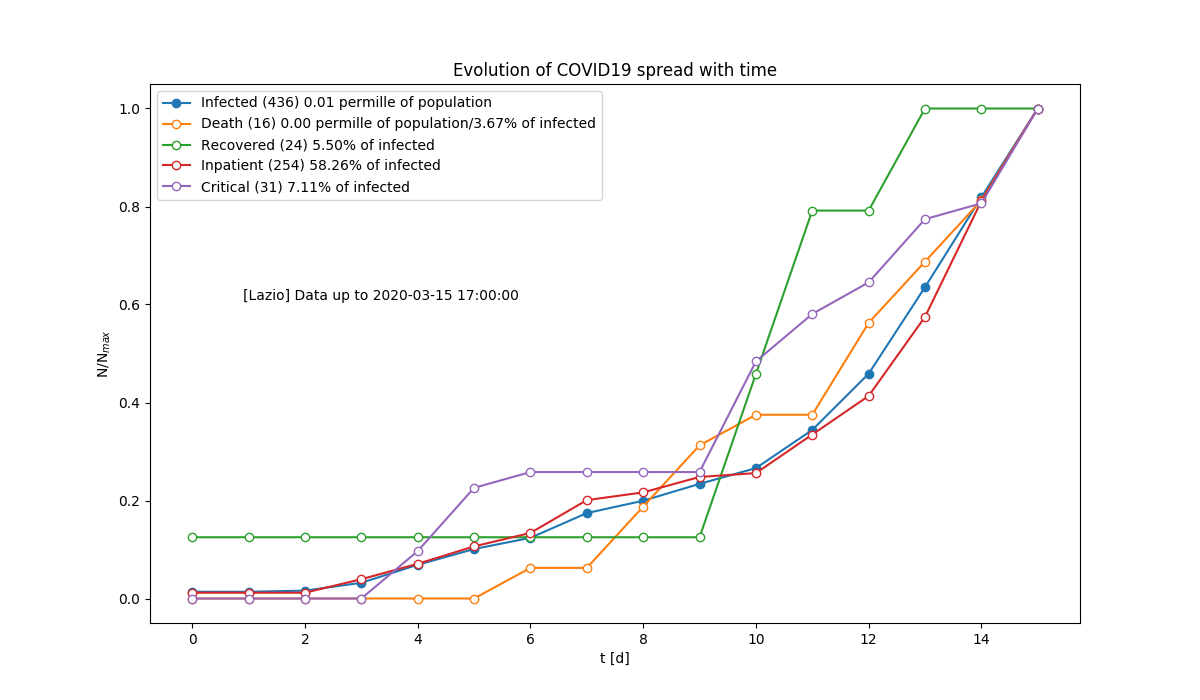 Evolution of COVID19 spread with time
Infected (436) 0.01 permille of population
Death (16) 0.00 permille of population/3.67% of infected
Recovered (24) 5.50% of infected
Inpatient (254) 58.26% of infected
Critical (31) 7.11% of infected
[Lazio] Data up to 2020-03-15 17:00:00
N/N_max
1.0
0.8
0.6
0.4
0.2
0.0
0 2 4 6 8 10 12 14
t [d]